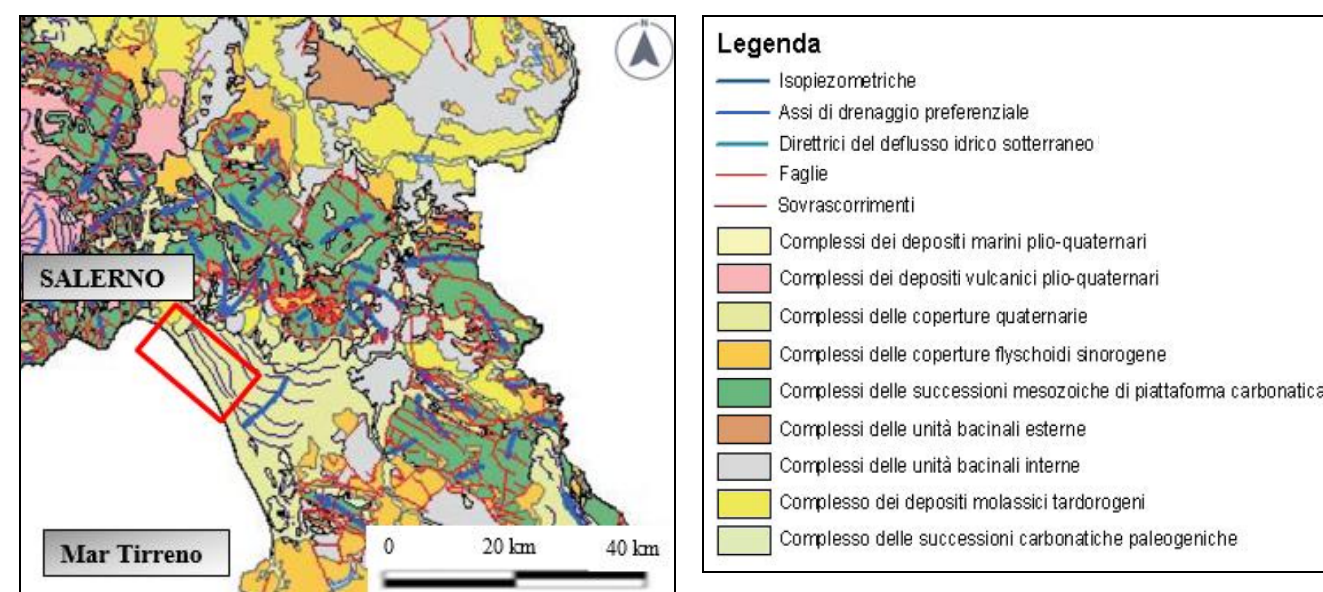 N
SALERNO
Mar Tirreno
0 20 km 40 km
Legenda
Isopiezometriche
Assi di drenaggio preferenziale
Direttrici del deflusso idrico sotterraneo
Faglie
Sovrascorrimenti
Complessi dei depositi marini plio-quaternari
Complessi dei depositi vulcanici plio-quaternari
Complessi delle coperture quaternarie
Complessi delle coperture flyschoidi sinorogene
Complessi delle successioni mesozoiche di piattaforma carbonatica
Complessi delle unità bacinali esterne
Complessi delle unità bacinali interne
Complesso dei depositi molassici tardorogeni
Complesso delle successioni carbonatiche paleogeniche